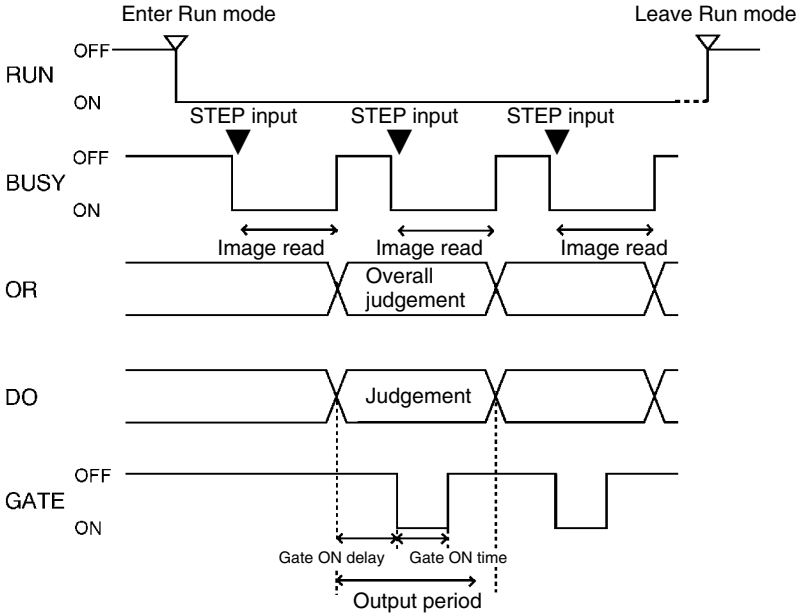 Enter Run mode
Leave Run mode
OFF
RUN
ON
STEP input
STEP input
STEP input
OFF
BUSY
ON
Image read
Image read
Image read
OR
Overall
judgement
DO
Judgement
OFF
GATE
ON
Gate ON delay
Gate ON time
Output period